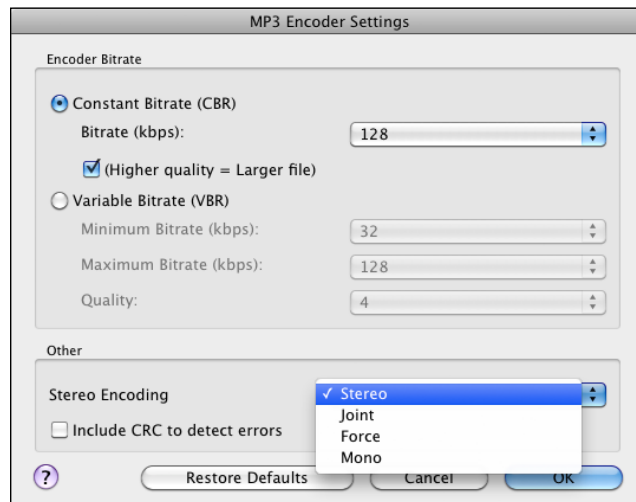 MP3 Encoder Settings
Encoder Bitrate
Constant Bitrate (CBR)
Bitrate (kbps): 128
(Higher quality = Larger file)
Variable Bitrate (VBR)
Minimum Bitrate (kbps): 32
Maximum Bitrate (kbps): 128
Quality: 4
Other
Stereo Encoding ✓ Stereo
Joint
Include CRC to detect errors Force
Mono
? Restore Defaults Cancel OK